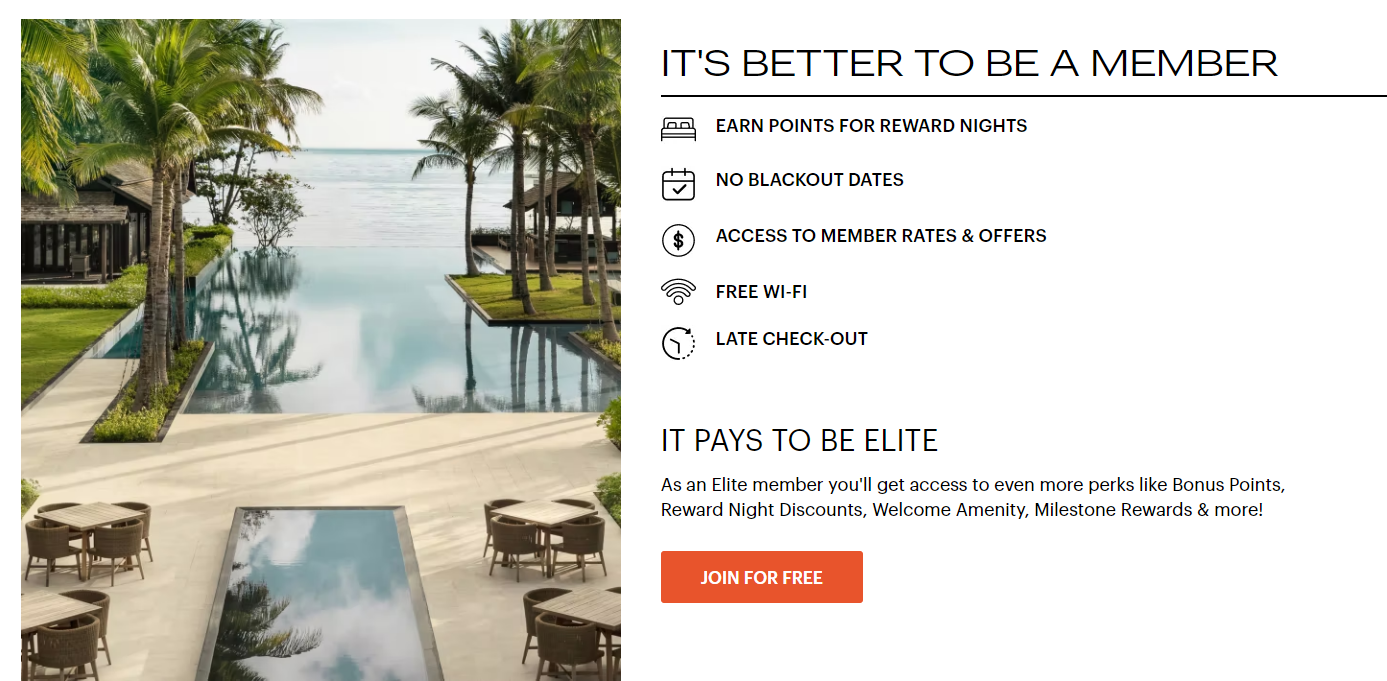 IT'S BETTER TO BE A MEMBER
EARN POINTS FOR REWARD NIGHTS
NO BLACKOUT DATES
ACCESS TO MEMBER RATES & OFFERS
FREE WI-FI
LATE CHECK-OUT
IT PAYS TO BE ELITE
As an Elite member you'll get access to even more perks like Bonus Points,
Reward Night Discounts, Welcome Amenity, Milestone Rewards & more!
JOIN FOR FREE